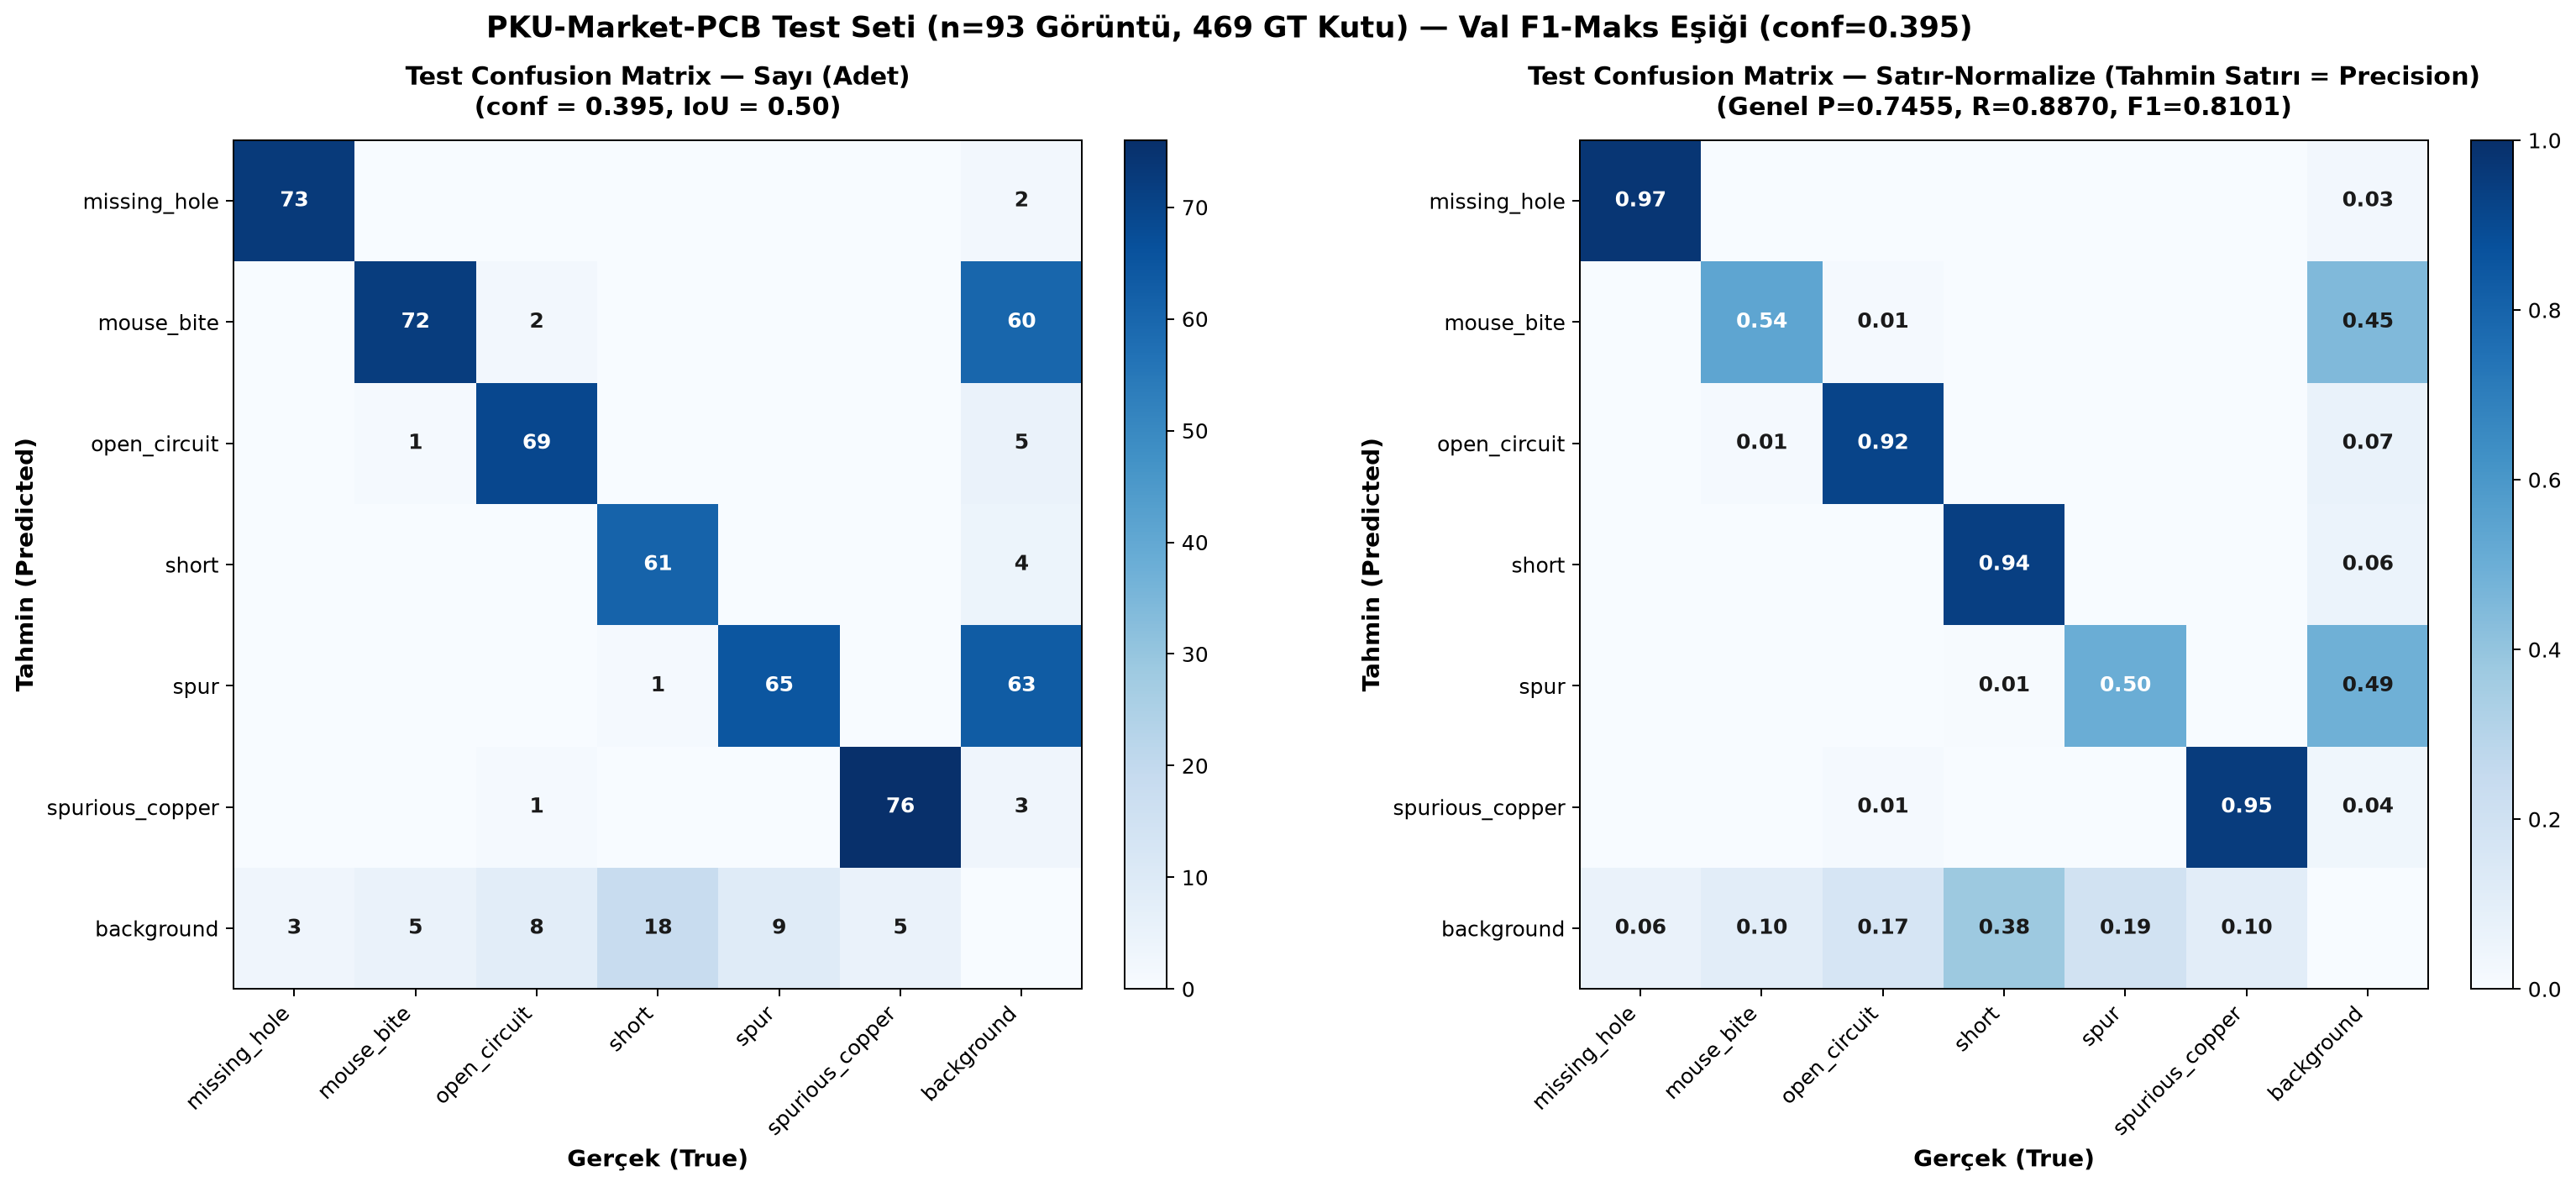 PKU-Market-PCB Test Seti (n=93 Görüntü, 469 GT Kutu) — Val F1-Maks Eşiği (conf=0.395)
Test Confusion Matrix — Sayı (Adet)
(conf = 0.395, IoU = 0.50)
missing_hole 73 2
mouse_bite 72 2 60
open_circuit 1 69 5
short 61 4
spur 1 65 63
spurious_copper 1 76 3
background 3 5 8 18 9 5
missing_hole
mouse_bite
open_circuit
short
spur
spurious_copper
background
Tahmin (Predicted)
Gerçek (True)
70
60
50
40
30
20
10
0
Test Confusion Matrix — Satır-Normalize (Tahmin Satırı = Precision)
(Genel P=0.7455, R=0.8870, F1=0.8101)
missing_hole 0.97 0.03
mouse_bite 0.54 0.01 0.45
open_circuit 0.01 0.92 0.07
short 0.94 0.06
spur 0.01 0.50 0.49
spurious_copper 0.01 0.95 0.04
background 0.06 0.10 0.17 0.38 0.19 0.10
missing_hole
mouse_bite
open_circuit
short
spur
spurious_copper
background
Tahmin (Predicted)
Gerçek (True)
1.0
0.8
0.6
0.4
0.2
0.0